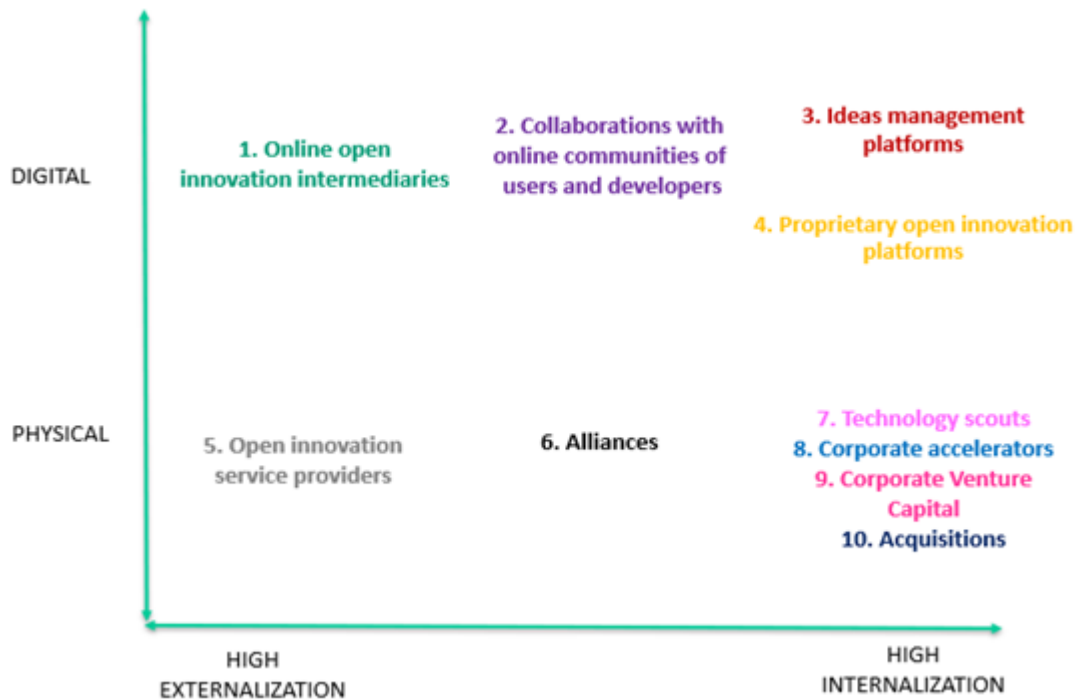 DIGITAL
1. Online open
innovation intermediaries
2. Collaborations with
online communities of
users and developers
3. Ideas management
platforms
4. Proprietary open innovation
platforms
PHYSICAL
5. Open innovation
service providers
6. Alliances
7. Technology scouts
8. Corporate accelerators
9. Corporate Venture
Capital
10. Acquisitions
HIGH
EXTERNALIZATION
HIGH
INTERNALIZATION